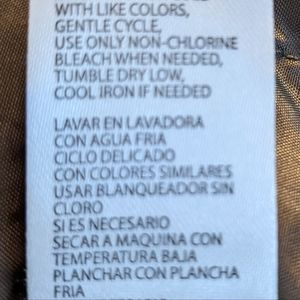 WITH LIKE COLORS,
GENTLE CYCLE,
USE ONLY NON-CHLORINE
BLEACH WHEN NEEDED,
TUMBLE DRY LOW,
COOL IRON IF NEEDED
LAVAR EN LAVADORA
CON AGUA FRIA
CICLO DELICADO
CON COLORES SIMILARES
USAR BLANQUEADOR SIN
CLORO
SI ES NECESARIO
SECAR A MAQUINA CON
TEMPERATURA BAJA
PLANCHAR CON PLANCHA
FRIA